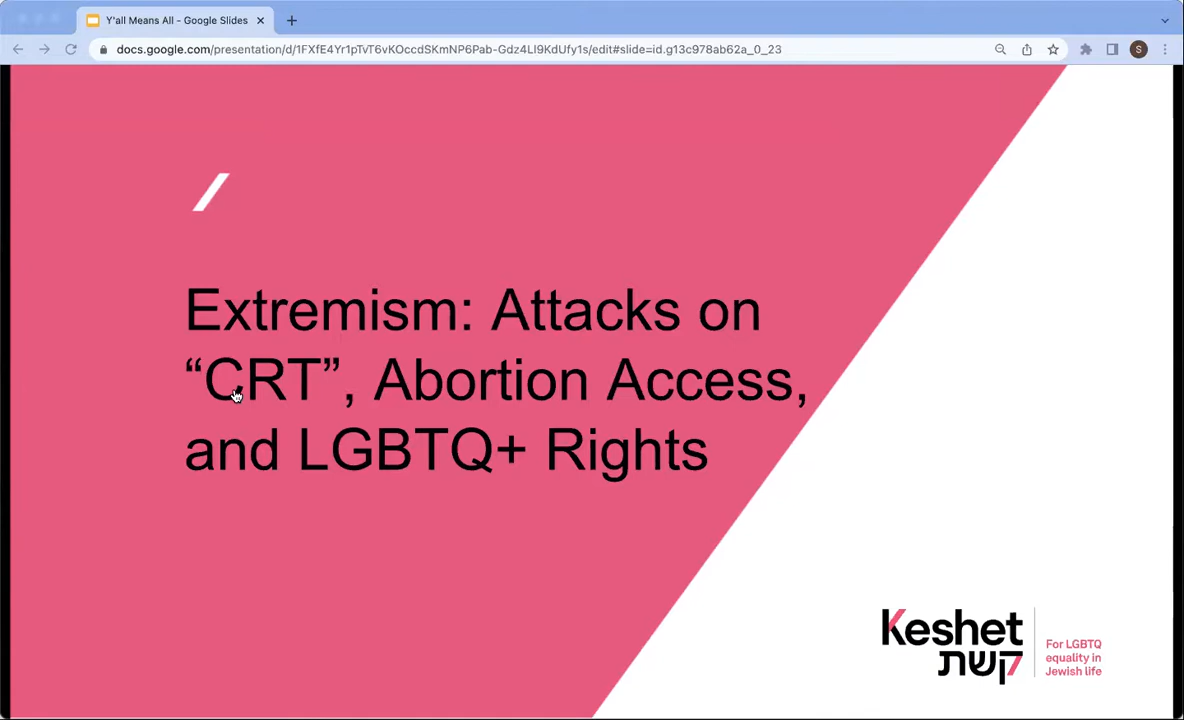 Y'all Means All - Google Slides
docs.google.com/presentation/d/1FXfE4Yr1pTvT6vKOccdSKmNP6Pab-Gdz4LI9KdUfy1s/edit#slide=id.g13c978ab62a_0_23
S
Extremism: Attacks on
“CRT”, Abortion Access,
and LGBTQ+ Rights
Keshet
קשת
For LGBTQ
equality in
Jewish life